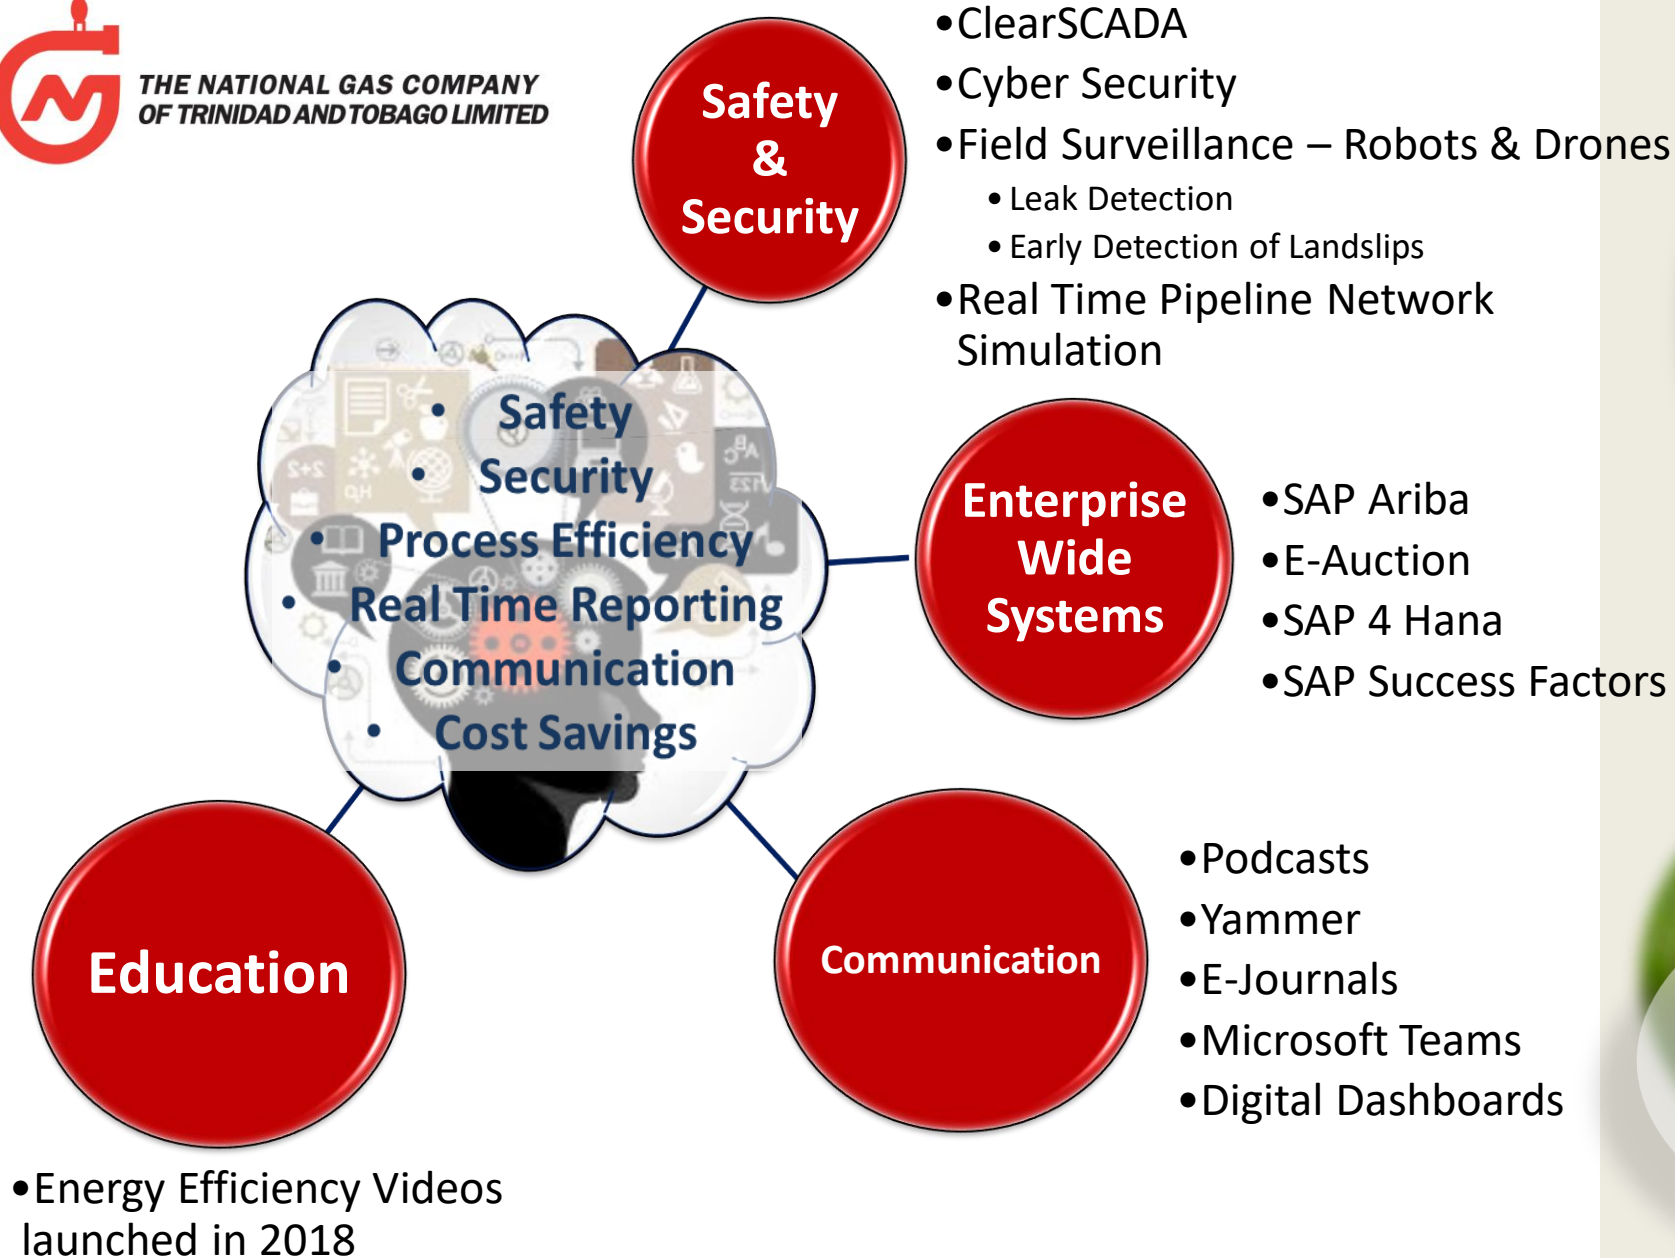 THE NATIONAL GAS COMPANY
OF TRINIDAD AND TOBAGO LIMITED
Safety
&
Security
•ClearSCADA
•Cyber Security
•Field Surveillance – Robots & Drones
•Leak Detection
•Early Detection of Landslips
•Real Time Pipeline Network
Simulation
• Safety
• Security
• Process Efficiency
• Real Time Reporting
• Communication
• Cost Savings
Enterprise
Wide
Systems
•SAP Ariba
•E-Auction
•SAP 4 Hana
•SAP Success Factors
Communication
•Podcasts
•Yammer
•E-Journals
•Microsoft Teams
•Digital Dashboards
Education
•Energy Efficiency Videos
launched in 2018